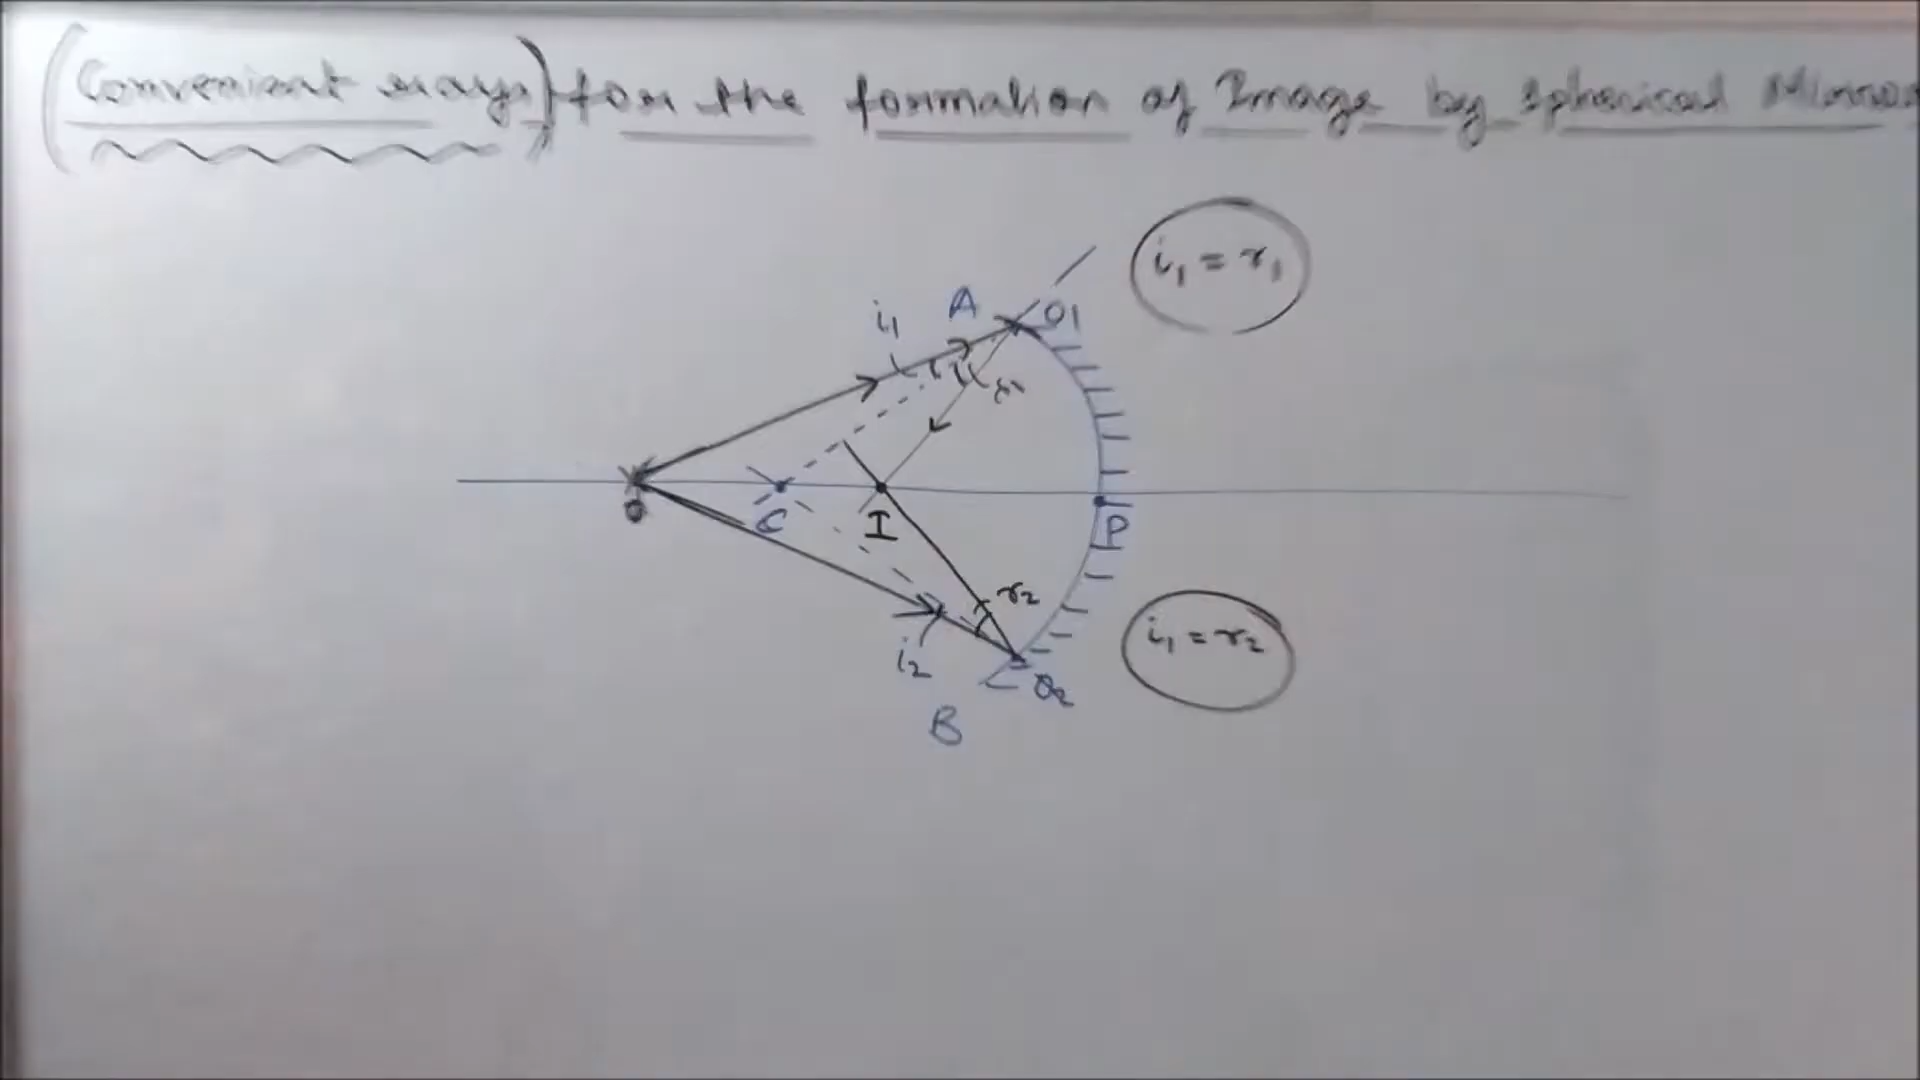 (Convenient rays) for the formation of Image by Spherical Mirro
i₁ = r₁
i₁ A O1
r₁
O C I P
r₂
i₁ = r₂
i₂ O₂
B